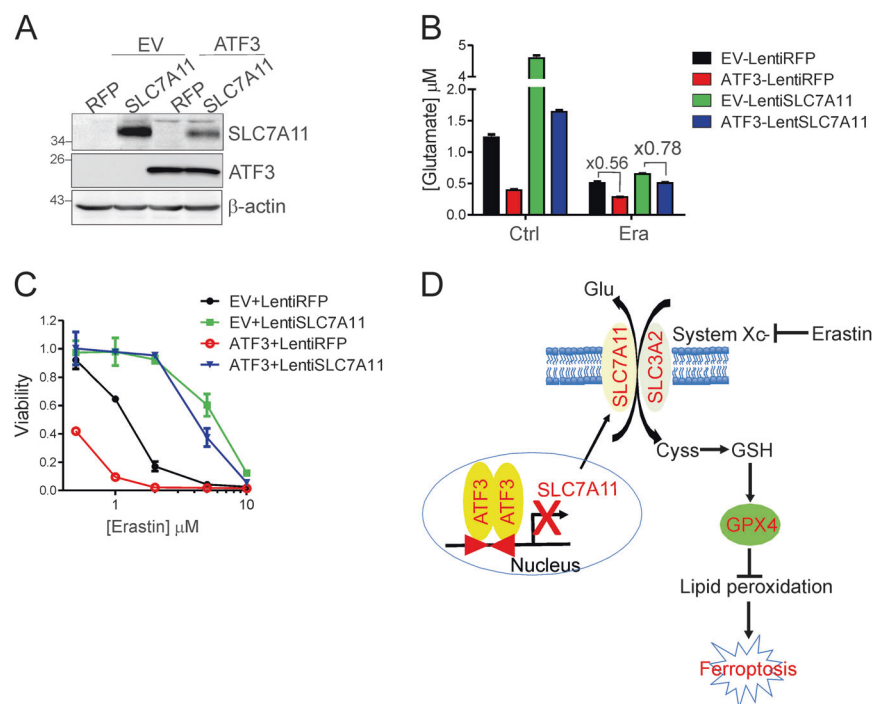 A
EV
ATF3
RFP
SLC7A11
RFP
SLC7A11
34
SLC7A11
26
ATF3
43
β-actin
B
[Glutamate] μM
5
4
2.0
1.5
1.0
0.5
0.0
x0.56
x0.78
Ctrl
Era
EV-LentiRFP
ATF3-LentiRFP
EV-LentiSLC7A11
ATF3-LentSLC7A11
C
EV+LentiRFP
EV+LentiSLC7A11
ATF3+LentiRFP
ATF3+LentiSLC7A11
Viability
1.2
1.0
0.8
0.6
0.4
0.2
0.0
1
10
[Erastin] μM
D
Glu
SLC7A11
SLC3A2
System Xc-
Erastin
Cyss
GSH
ATF3
ATF3
SLC7A11
X
Nucleus
GPX4
Lipid peroxidation
Ferroptosis